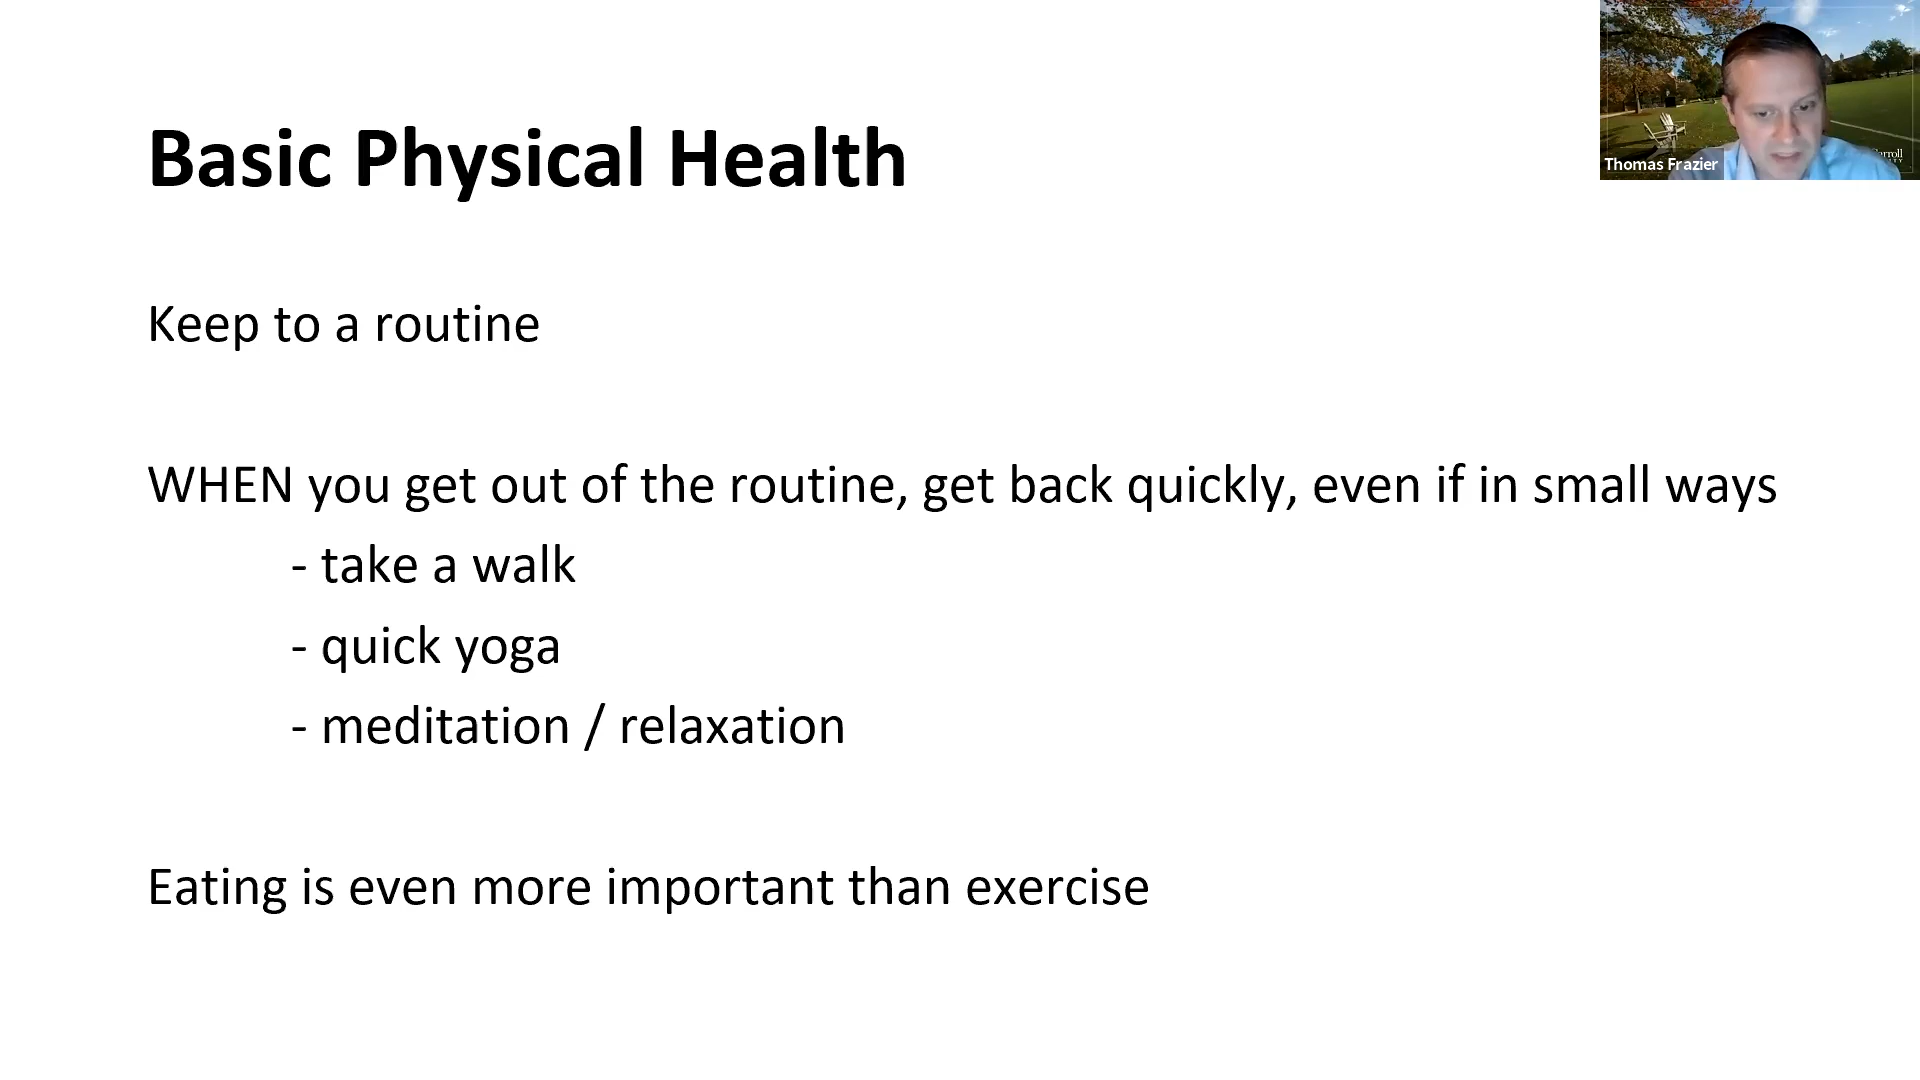 Basic Physical Health
Thomas Frazier
Keep to a routine
WHEN you get out of the routine, get back quickly, even if in small ways
- take a walk
- quick yoga
- meditation / relaxation
Eating is even more important than exercise